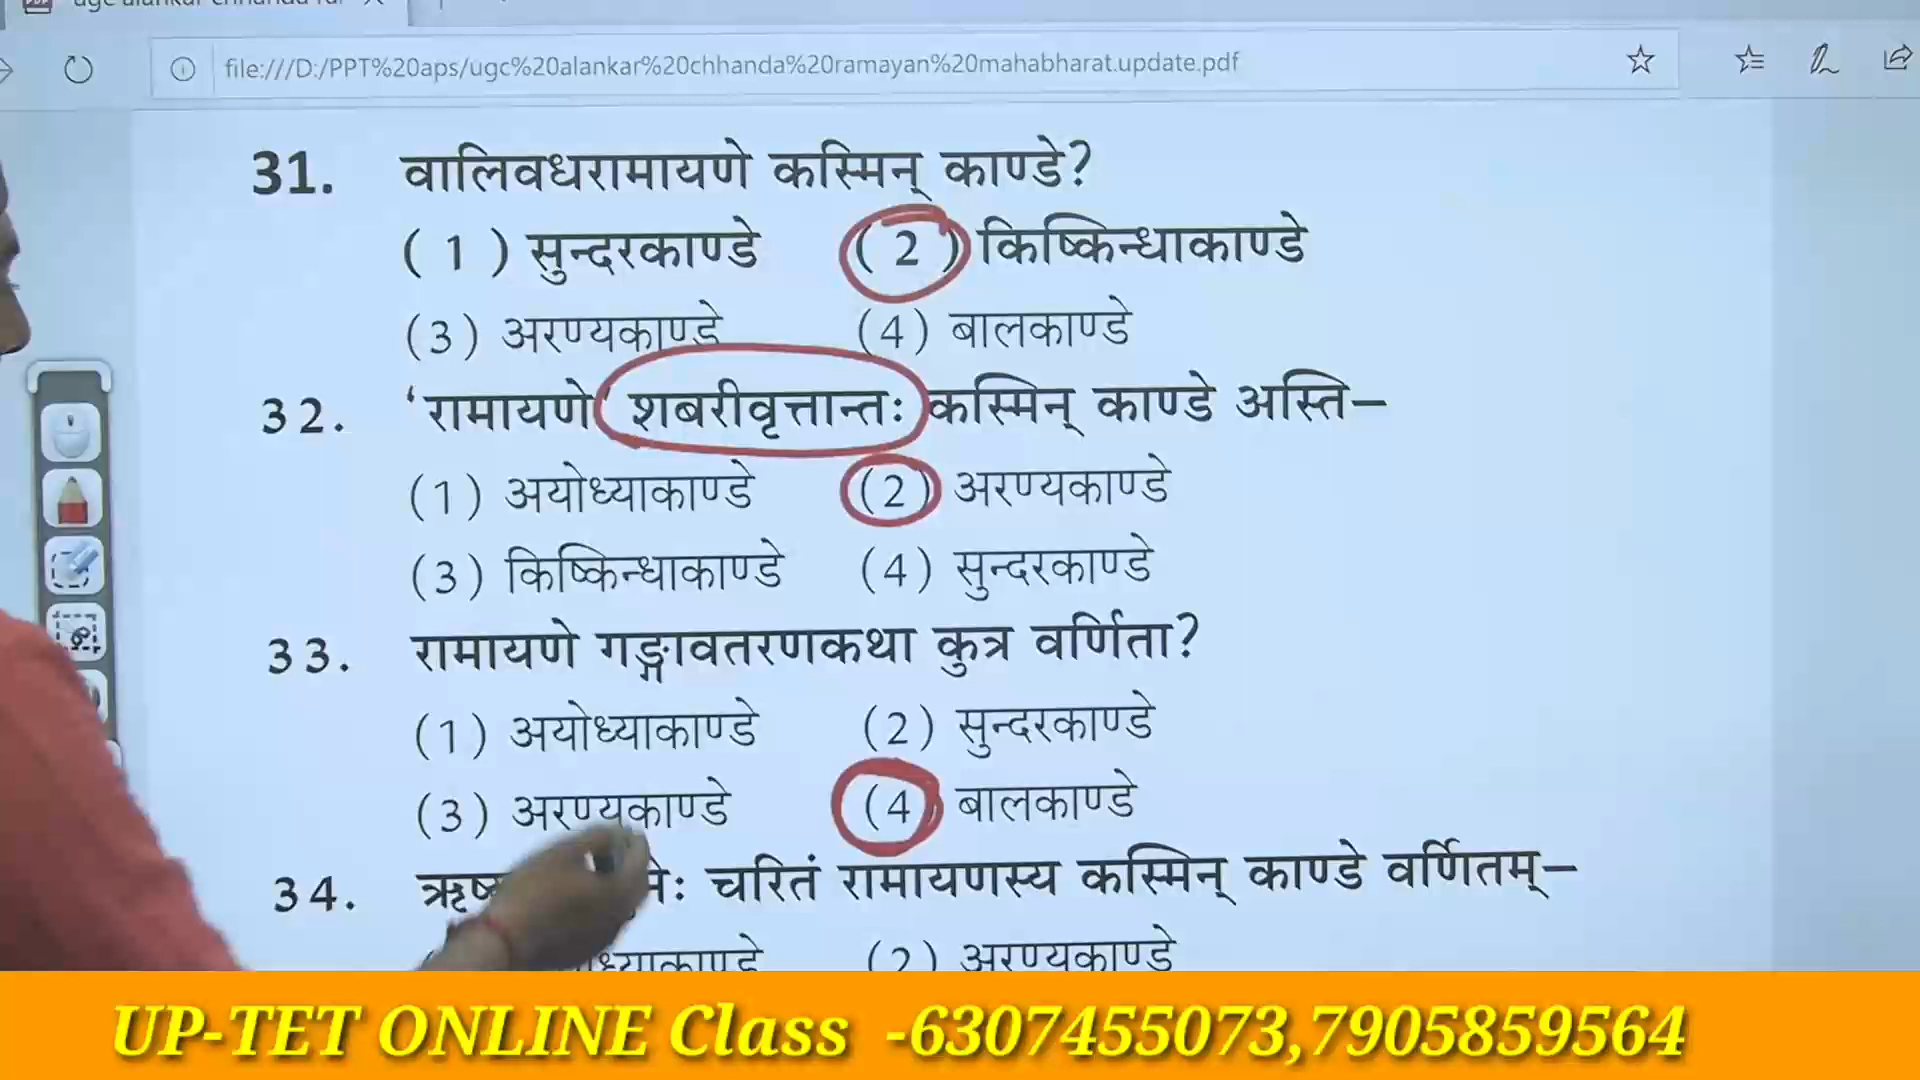 file:///D:/PPT%20aps/ugc%20alankar%20chhanda%20ramayan%20mahabharat.update.pdf
31. वालिवधरामायणे कस्मिन् काण्डे?
(1) सुन्दरकाण्डे (2) किष्किन्धाकाण्डे
(3) अरण्यकाण्डे (4) बालकाण्डे
32. ‘रामायणे’ शबरीवृत्तान्तः कस्मिन् काण्डे अस्ति–
(1) अयोध्याकाण्डे (2) अरण्यकाण्डे
(3) किष्किन्धाकाण्डे (4) सुन्दरकाण्डे
33. रामायणे गङ्गावतरणकथा कुत्र वर्णिता?
(1) अयोध्याकाण्डे (2) सुन्दरकाण्डे
(3) अरण्यकाण्डे (4) बालकाण्डे
34. चरितं रामायणस्य कस्मिन् काण्डे वर्णितम्–
(2) अरण्यकाण्डे
UP-TET ONLINE Class -6307455073,7905859564